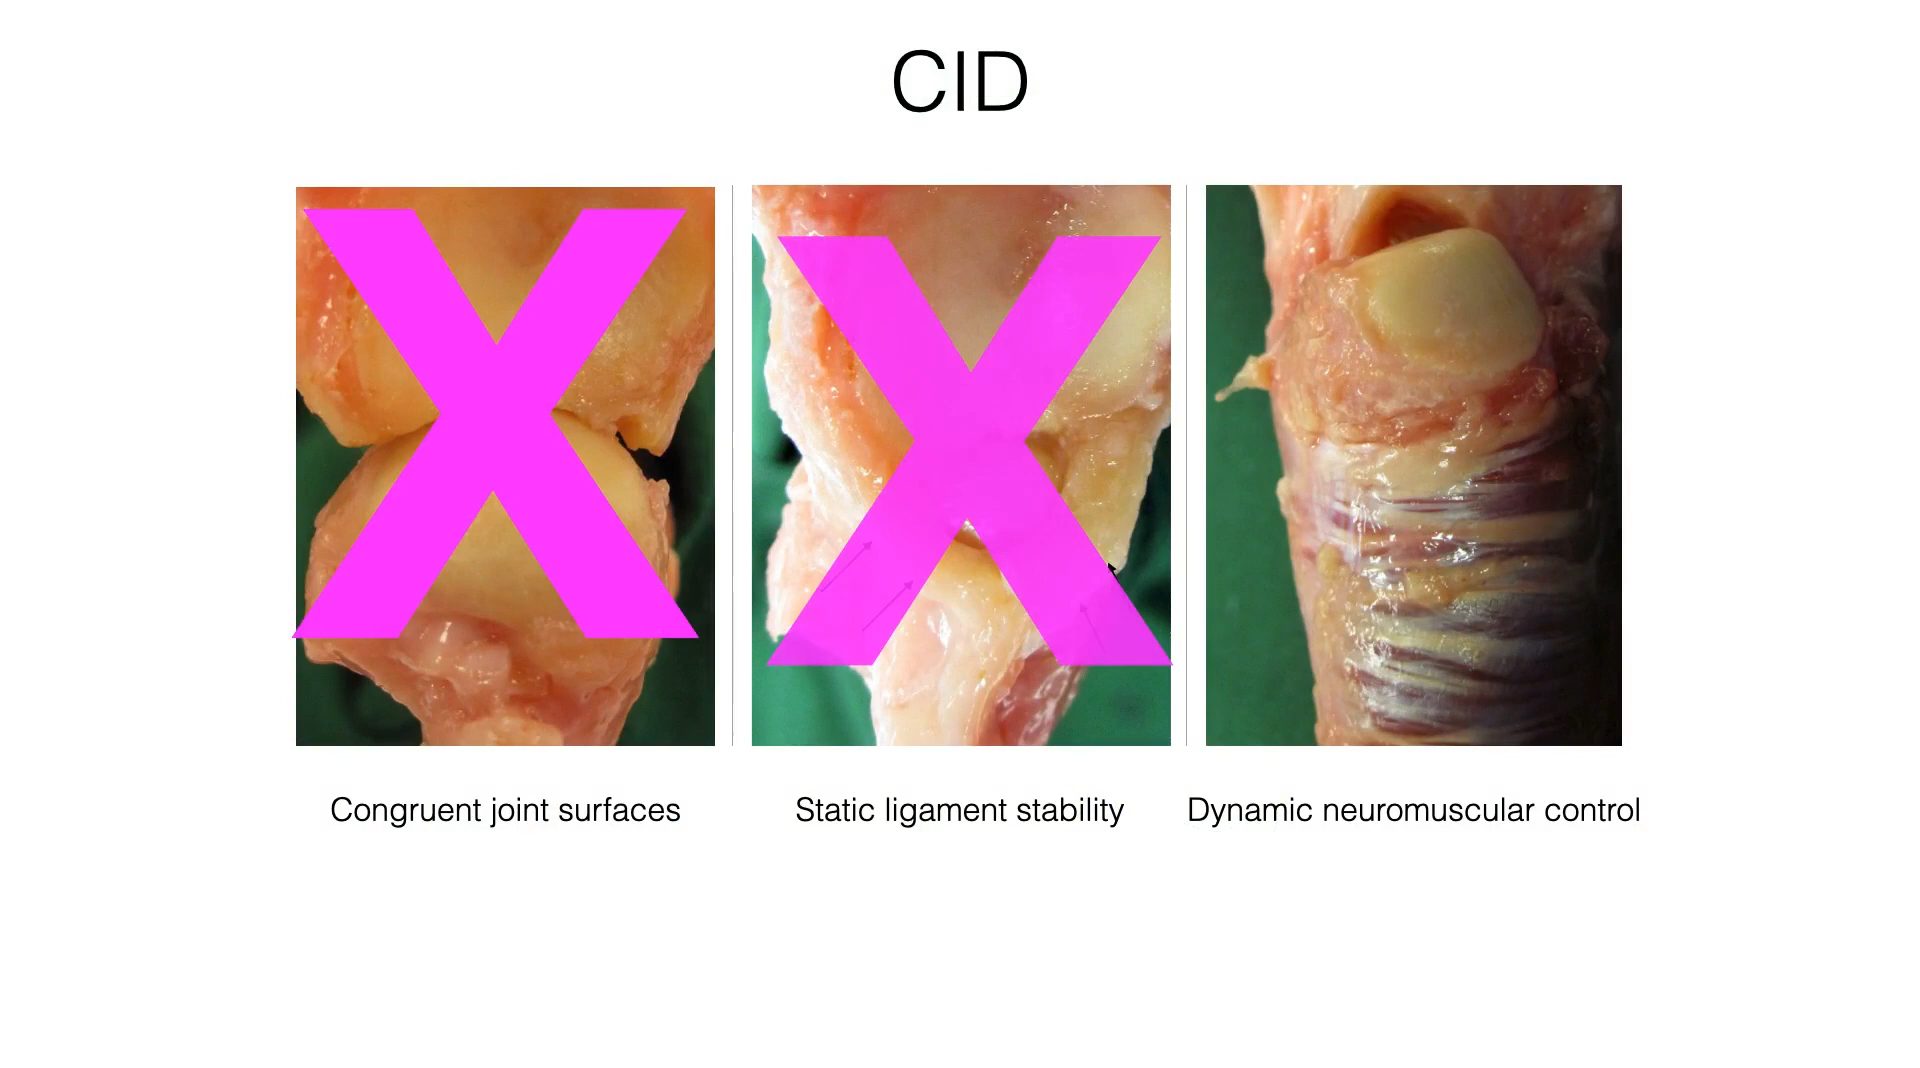 CID
Congruent joint surfaces
Static ligament stability
Dynamic neuromuscular control